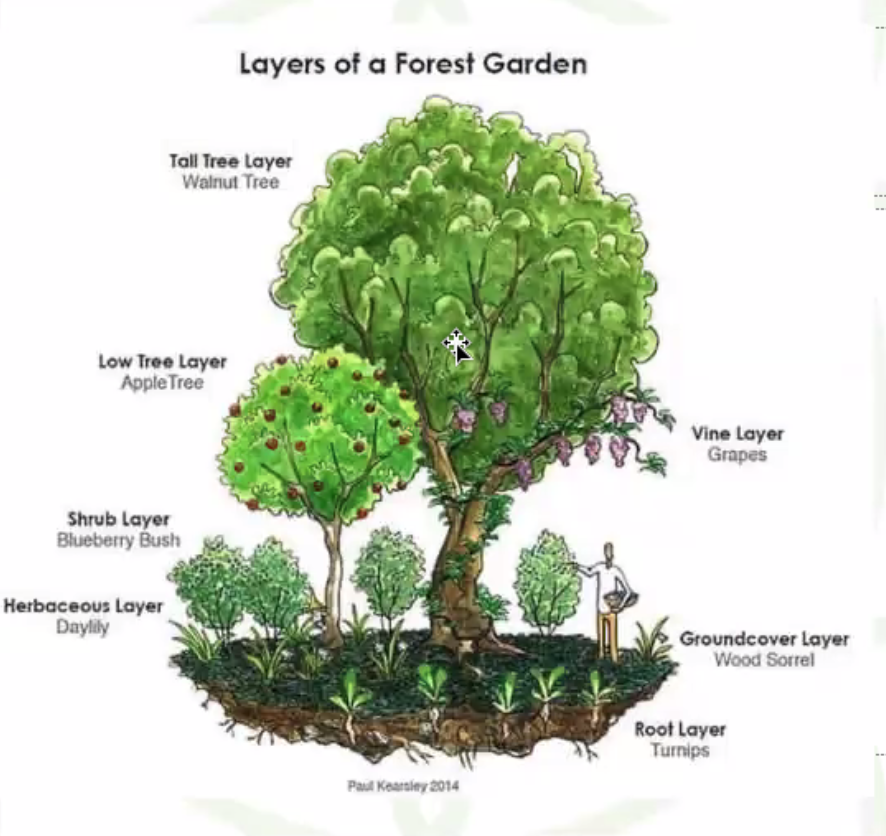 Layers of a Forest Garden
Tall Tree Layer
Walnut Tree
Low Tree Layer
AppleTree
Vine Layer
Grapes
Shrub Layer
Blueberry Bush
Herbaceous Layer
Daylily
Groundcover Layer
Wood Sorrel
Root Layer
Turnips
Paul Kearsley 2014